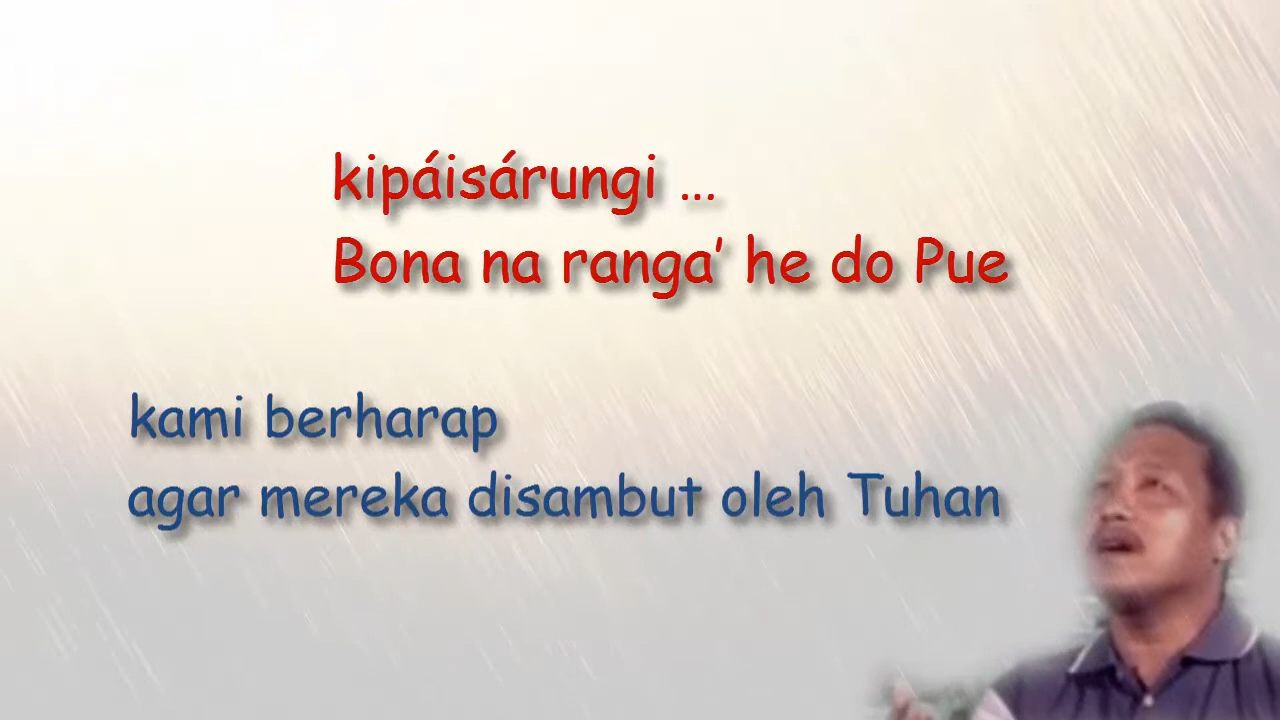 kipáisárungi ...
Bona na ranga’ he do Pue
kami berharap
agar mereka disambut oleh Tuhan